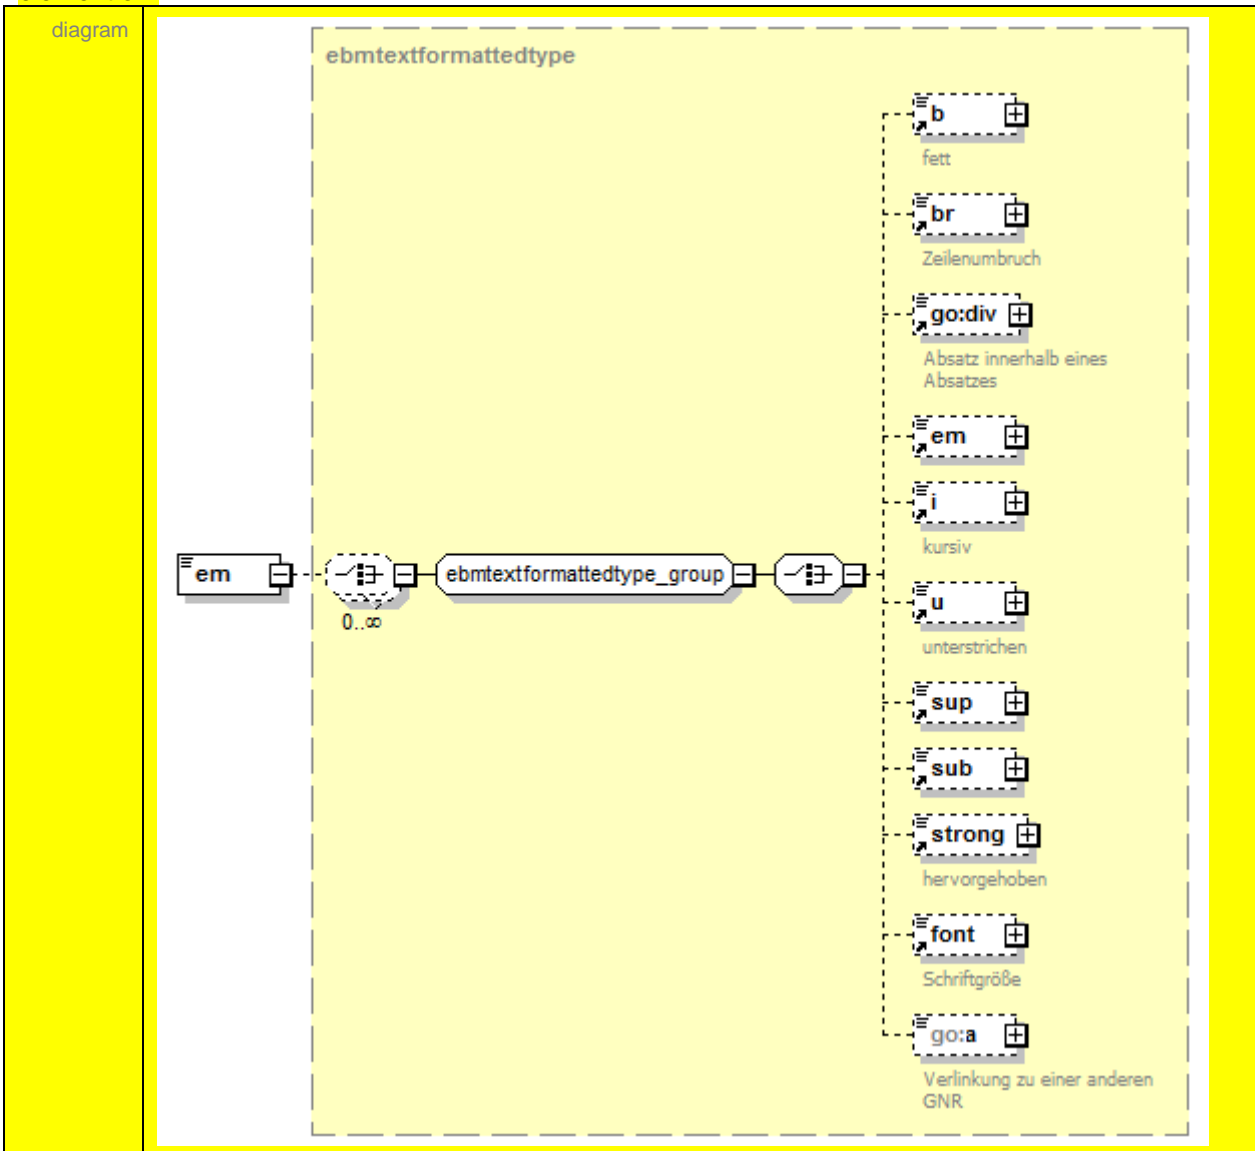 diagram
ebmtextformattedtype
b
fett
br
Zeilenumbruch
go:div
Absatz innerhalb eines
Absatzes
em
i
kursiv
em
ebmtextformattedtype_group
0..∞
u
unterstrichen
sup
sub
strong
hervorgehoben
font
Schriftgröße
go:a
Verlinkung zu einer anderen
GNR